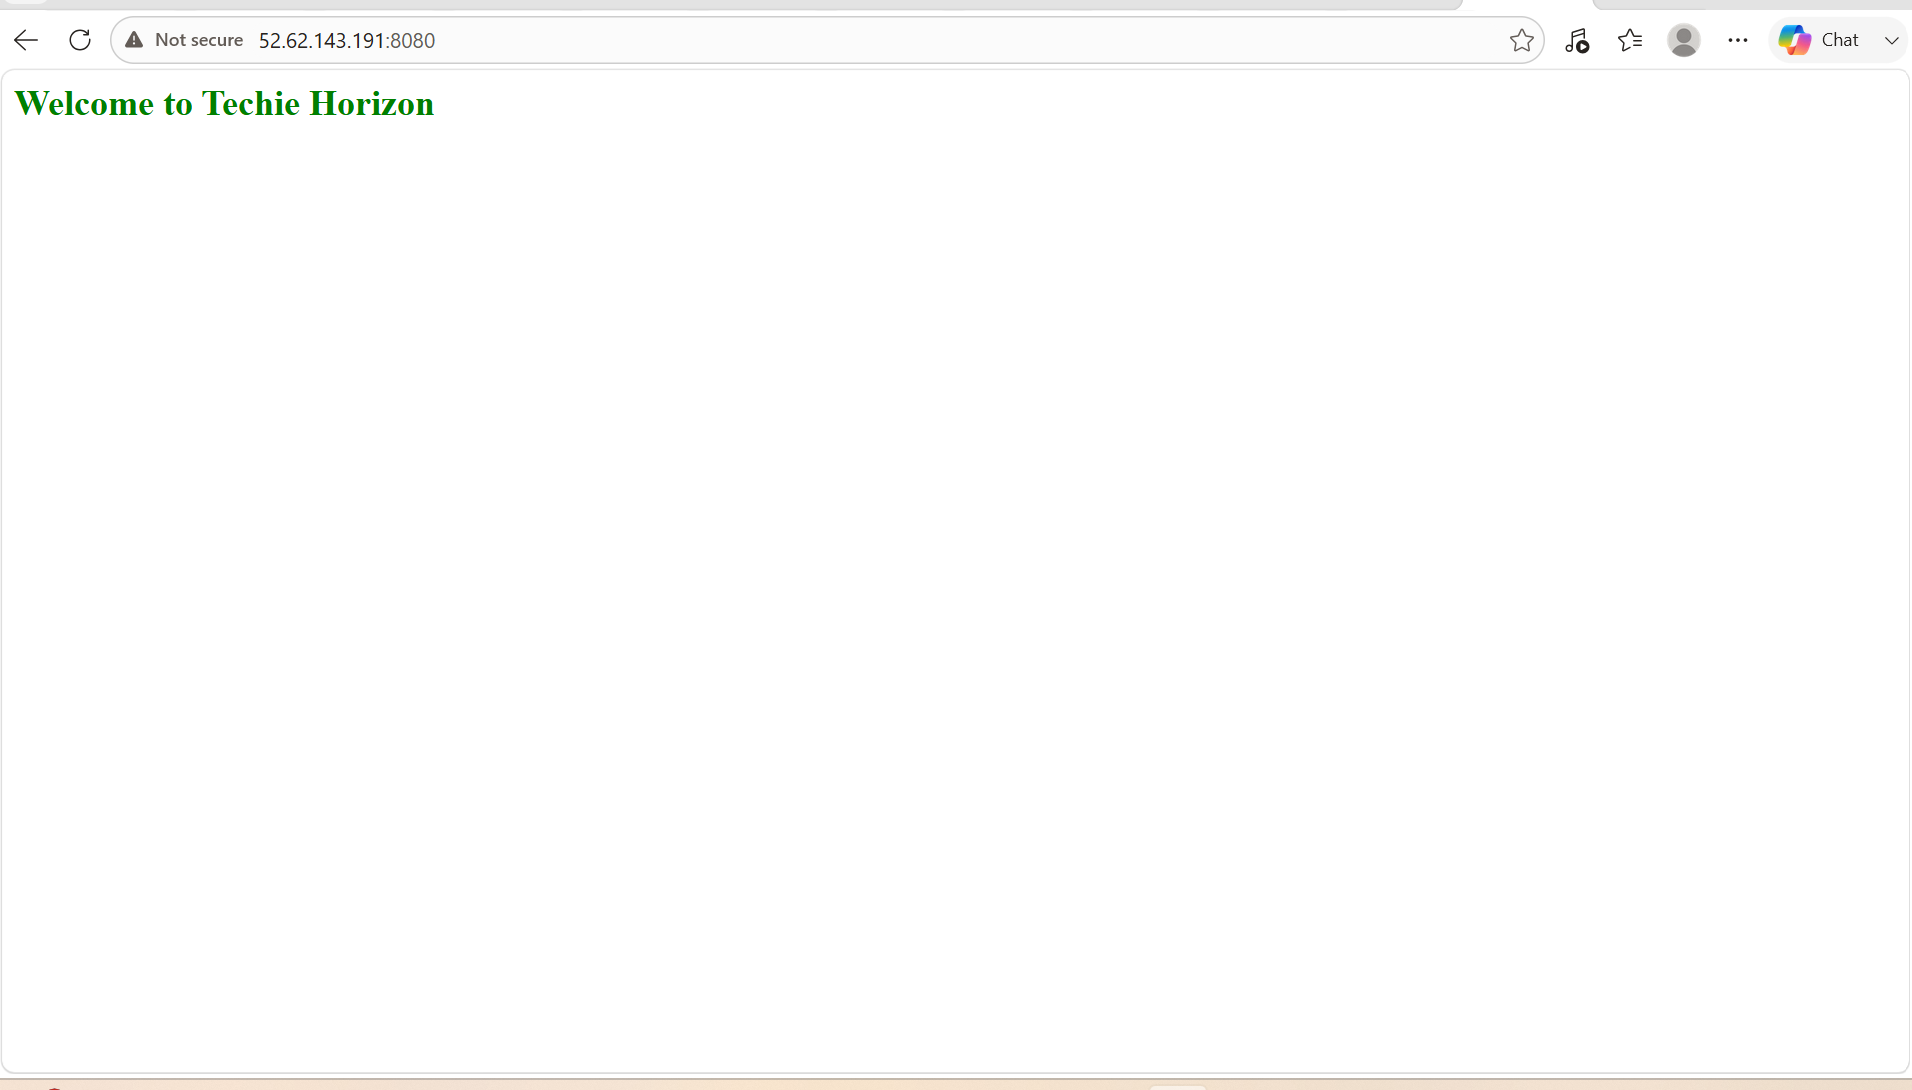 Not secure 52.62.143.191:8080
Chat
Welcome to Techie Horizon